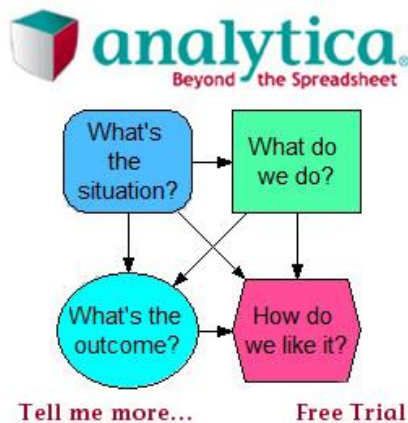 analytica®
Beyond the Spreadsheet
What's
the
situation?
What do
we do?
What's the
outcome?
How do
we like it?
Tell me more...
Free Trial